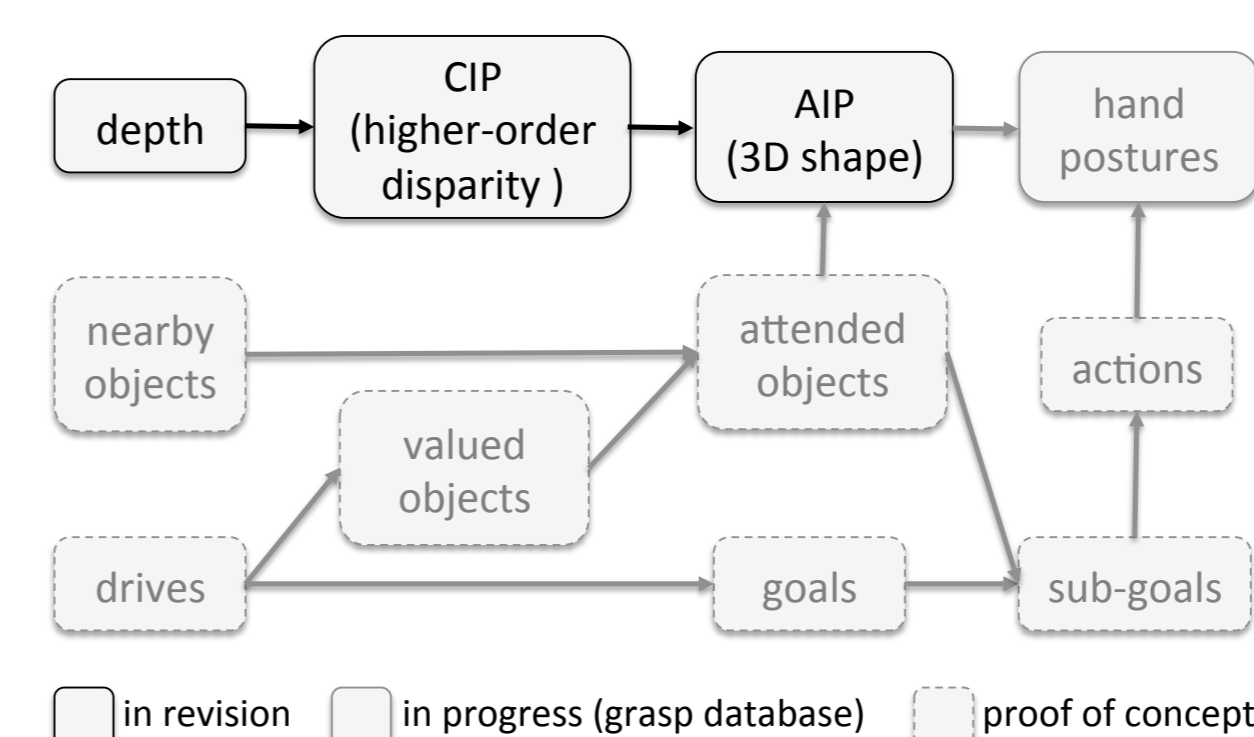 depth
CIP
(higher-order
disparity )
AIP
(3D shape)
hand
postures
nearby
objects
valued
objects
attended
objects
actions
drives
goals
sub-goals
in revision
in progress (grasp database)
proof of concept